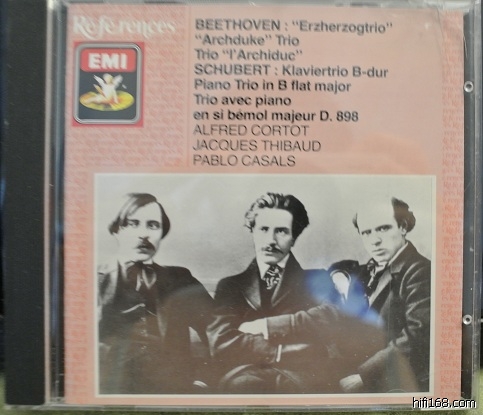 Références
EMI
BEETHOVEN : "Erzherzogtrio"
"Archduke" Trio
Trio "l'Archiduc"
SCHUBERT : Klaviertrio B-dur
Piano Trio in B flat major
Trio avec piano
en si bémol majeur D. 898
ALFRED CORTOT
JACQUES THIBAUD
PABLO CASALS
hifi168.com